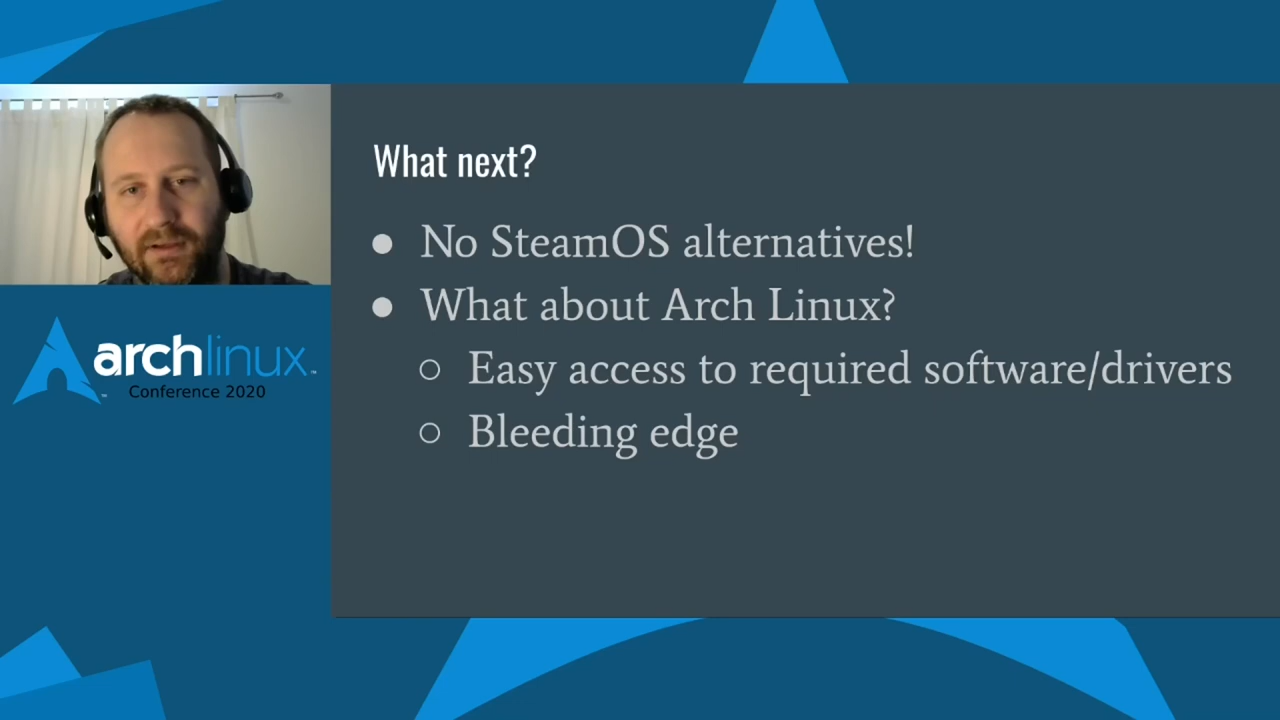 What next?
● No SteamOS alternatives!
● What about Arch Linux?
○ Easy access to required software/drivers
○ Bleeding edge
archlinux™
Conference 2020